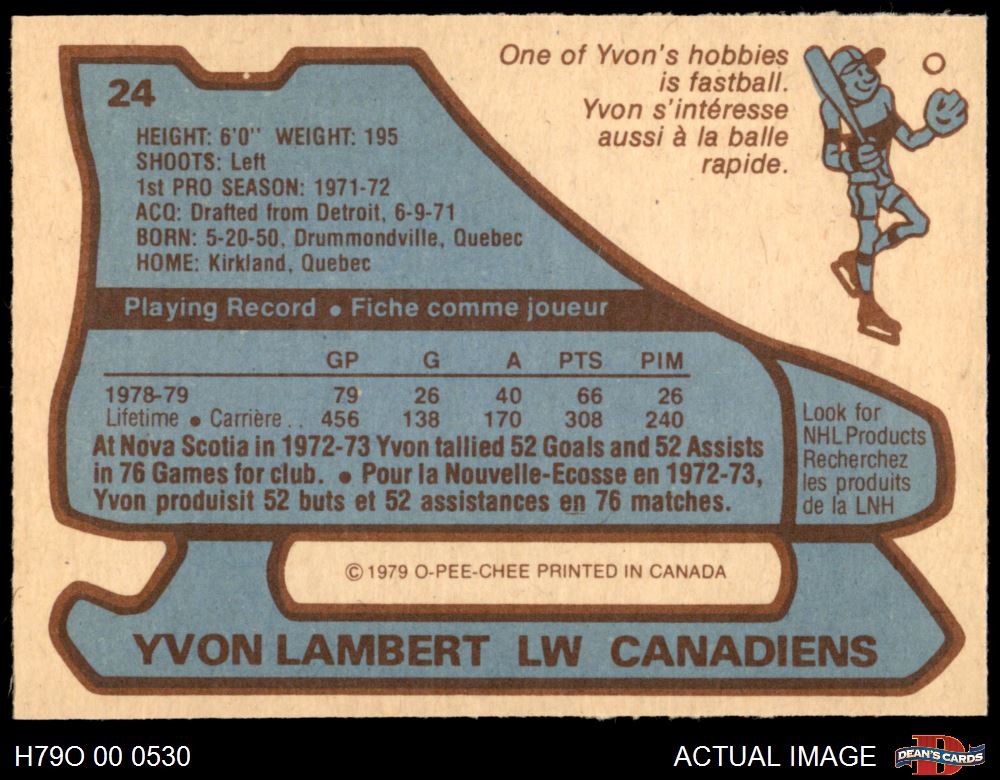 24
One of Yvon's hobbies
is fastball.
Yvon s'intéresse
aussi à la balle
rapide.
HEIGHT: 6'0" WEIGHT: 195
SHOOTS: Left
1st PRO SEASON: 1971-72
ACQ: Drafted from Detroit, 6-9-71
BORN: 5-20-50, Drummondville, Quebec
HOME: Kirkland, Quebec
Playing Record • Fiche comme joueur
GP G A PTS PIM
1978-79 79 26 40 66 26
Lifetime • Carrière .. 456 138 170 308 240
At Nova Scotia in 1972-73 Yvon tallied 52 Goals and 52 Assists
in 76 Games for club. • Pour la Nouvelle-Ecosse en 1972-73,
Yvon produisit 52 buts et 52 assistances en 76 matches.
Look for
NHL Products
Recherchez
les produits
de la LNH
© 1979 O-PEE-CHEE PRINTED IN CANADA
YVON LAMBERT LW CANADIENS
H79O 00 0530
ACTUAL IMAGE
DEAN'S CARDS